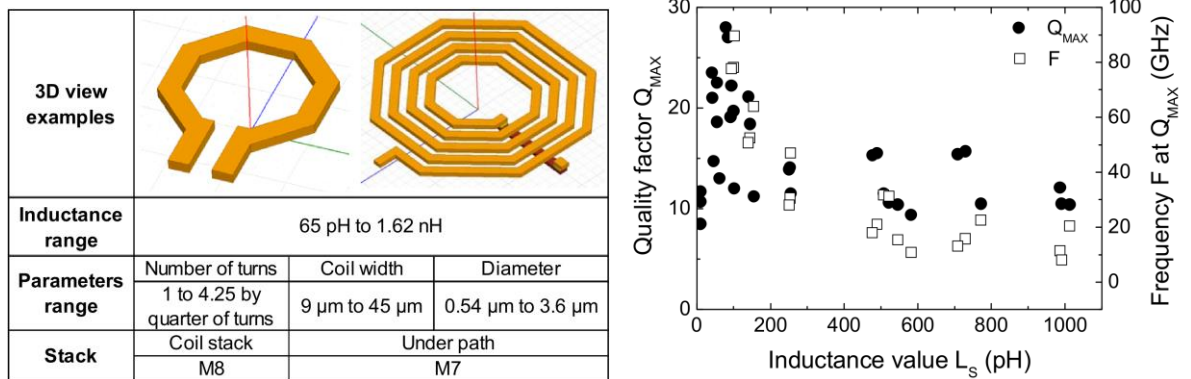 3D view
examples
Inductance
range
65 pH to 1.62 nH
Parameters
range
Number of turns
Coil width
Diameter
1 to 4.25 by
quarter of turns
9 µm to 45 µm
0.54 µm to 3.6 µm
Stack
Coil stack
Under path
M8
M7
Quality factor Q_MAX
30
20
10
0
0
200
400
600
800
1000
Inductance value L_S (pH)
100
80
60
40
20
0
Frequency F at Q_MAX (GHz)
Q_MAX
F